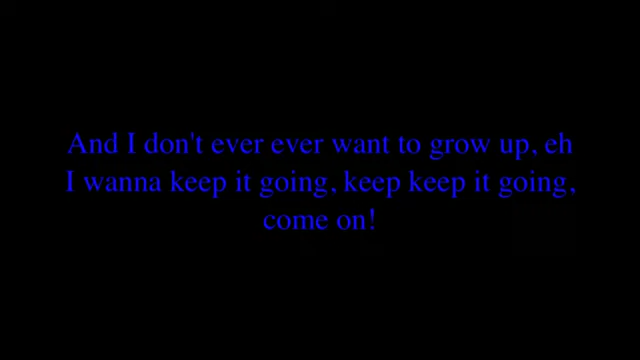 And I don't ever ever want to grow up, eh
I wanna keep it going, keep keep it going,
come on!